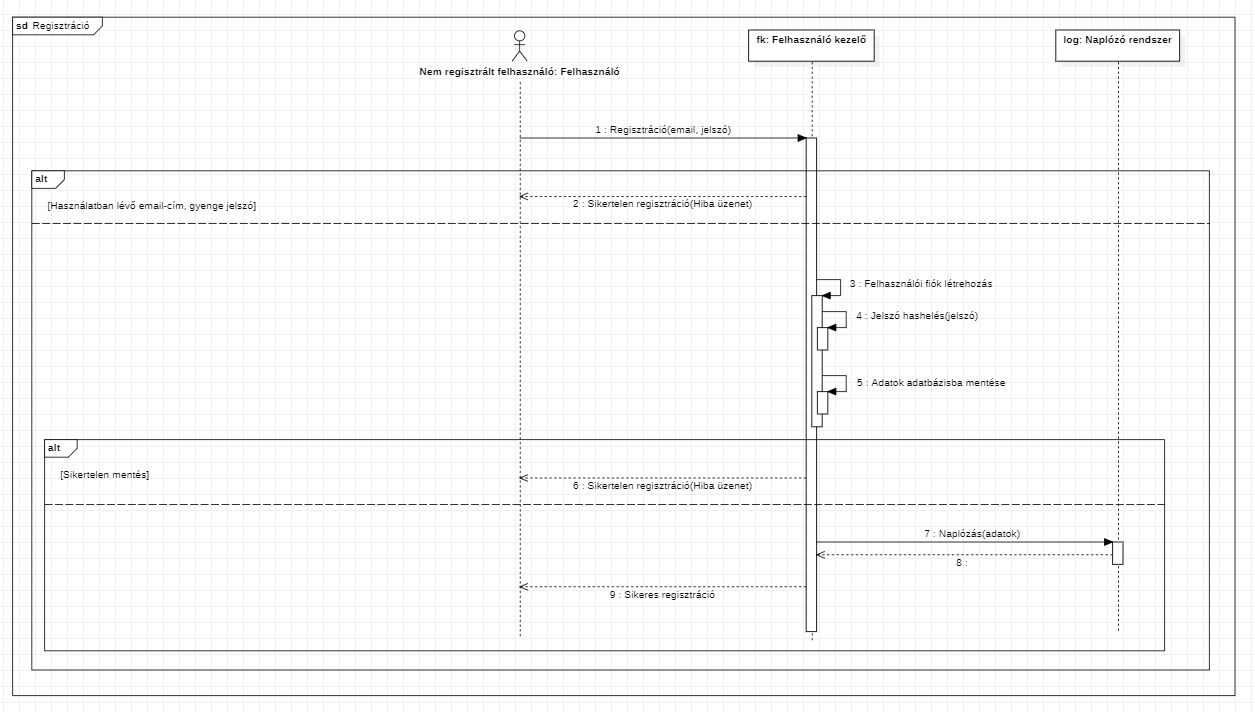 sd Regisztráció
Nem regisztrált felhasználó: Felhasználó
fk: Felhasználó kezelő
log: Naplózó rendszer
1 : Regisztráció(email, jelszó)
alt
[Használatban lévő email-cím, gyenge jelszó]
2 : Sikertelen regisztráció(Hiba üzenet)
3 : Felhasználói fiók létrehozás
4 : Jelszó hashelés(jelszó)
5 : Adatok adatbázisba mentése
alt
[Sikertelen mentés]
6 : Sikertelen regisztráció(Hiba üzenet)
7 : Naplózás(adatok)
8 :
9 : Sikeres regisztráció